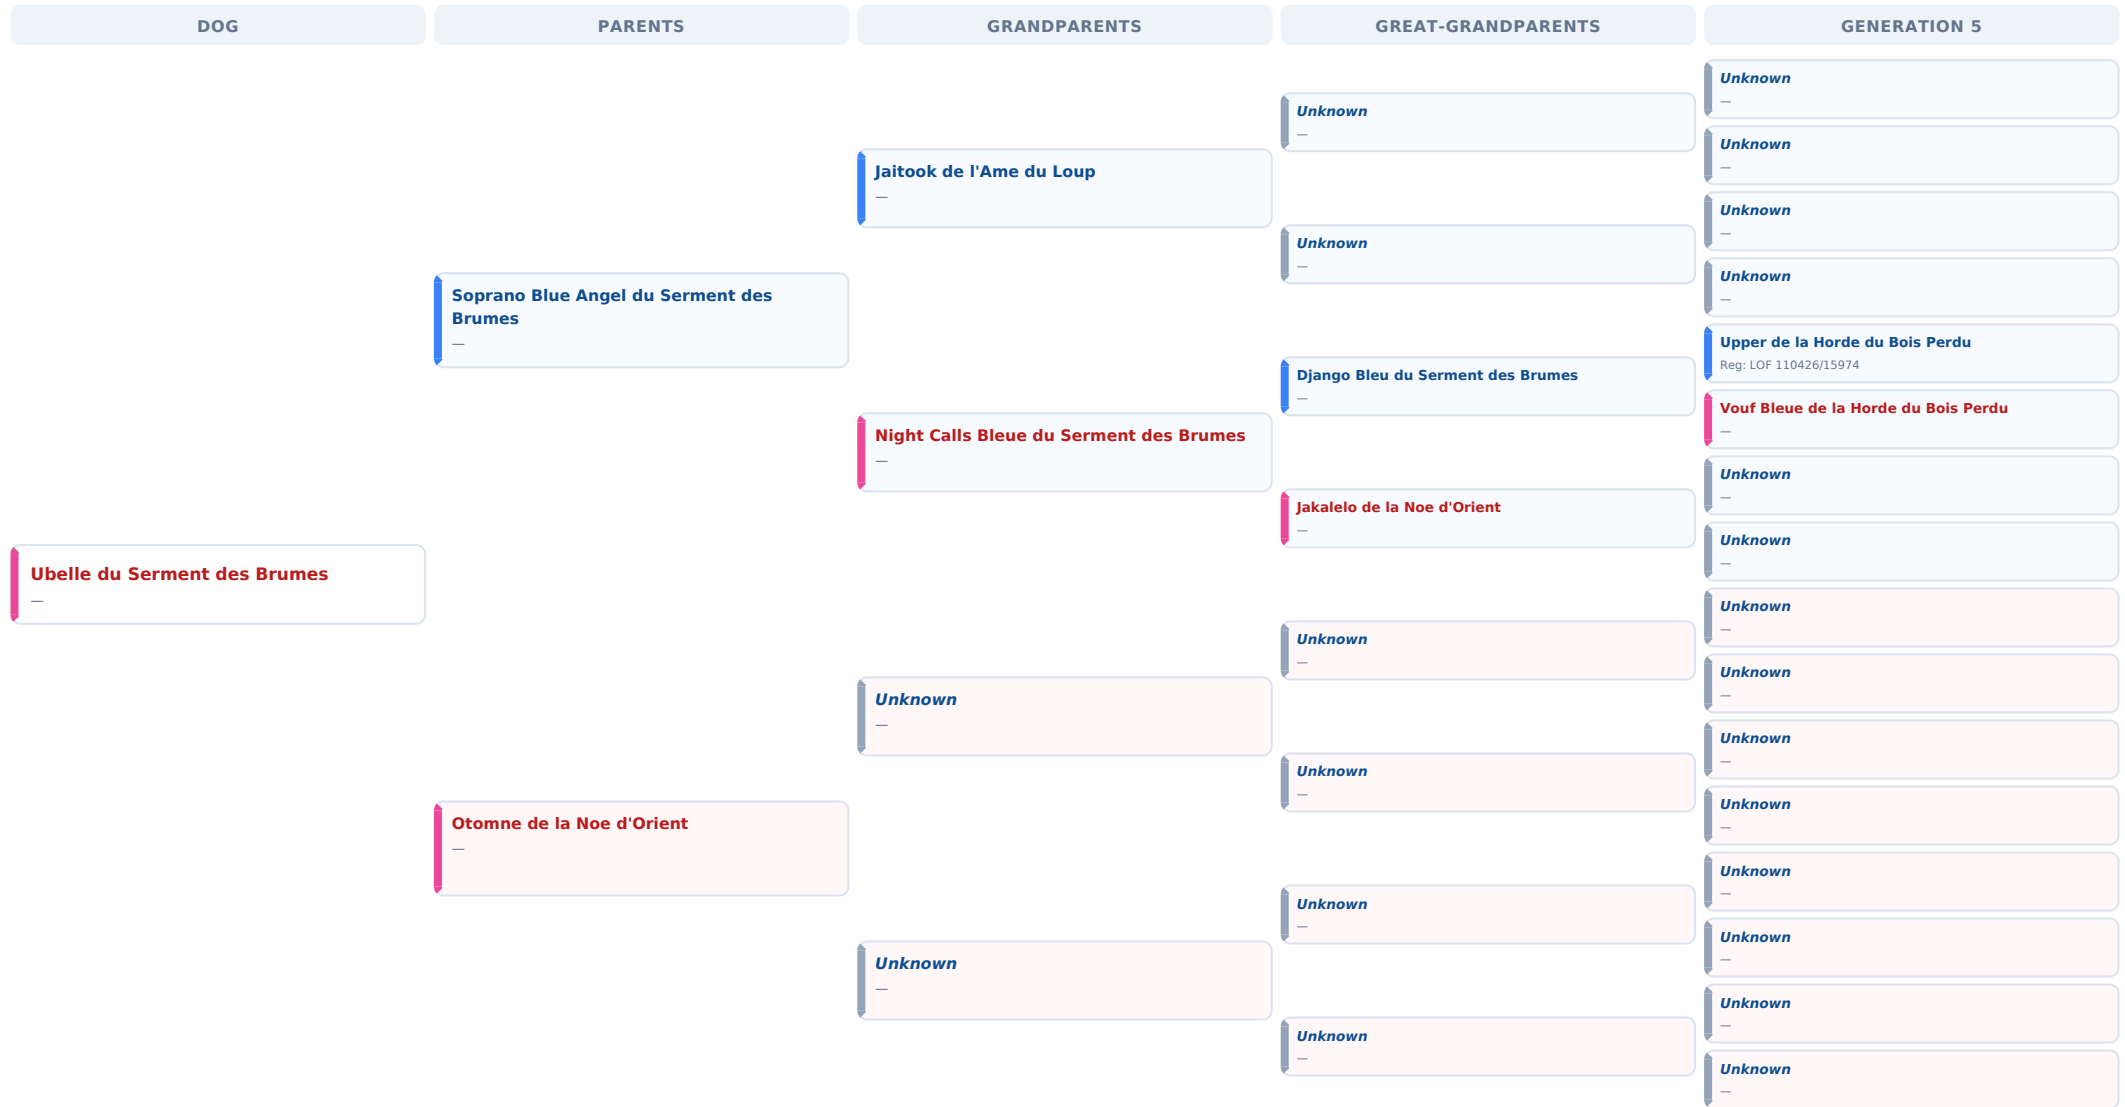 DOG
PARENTS
GRANDPARENTS
GREAT-GRANDPARENTS
GENERATION 5
Ubelle du Serment des Brumes
—
Soprano Blue Angel du Serment des
Brumes
—
Otomne de la Noe d'Orient
—
Jaitook de l'Ame du Loup
—
Night Calls Bleue du Serment des Brumes
—
Unknown
—
Unknown
—
Unknown
—
Unknown
—
Django Bleu du Serment des Brumes
—
Jakalelo de la Noe d'Orient
—
Unknown
—
Unknown
—
Unknown
—
Unknown
—
Unknown
—
Unknown
—
Unknown
—
Unknown
—
Upper de la Horde du Bois Perdu
Reg: LOF 110426/15974
Vouf Bleue de la Horde du Bois Perdu
—
Unknown
—
Unknown
—
Unknown
—
Unknown
—
Unknown
—
Unknown
—
Unknown
—
Unknown
—
Unknown
—
Unknown
—